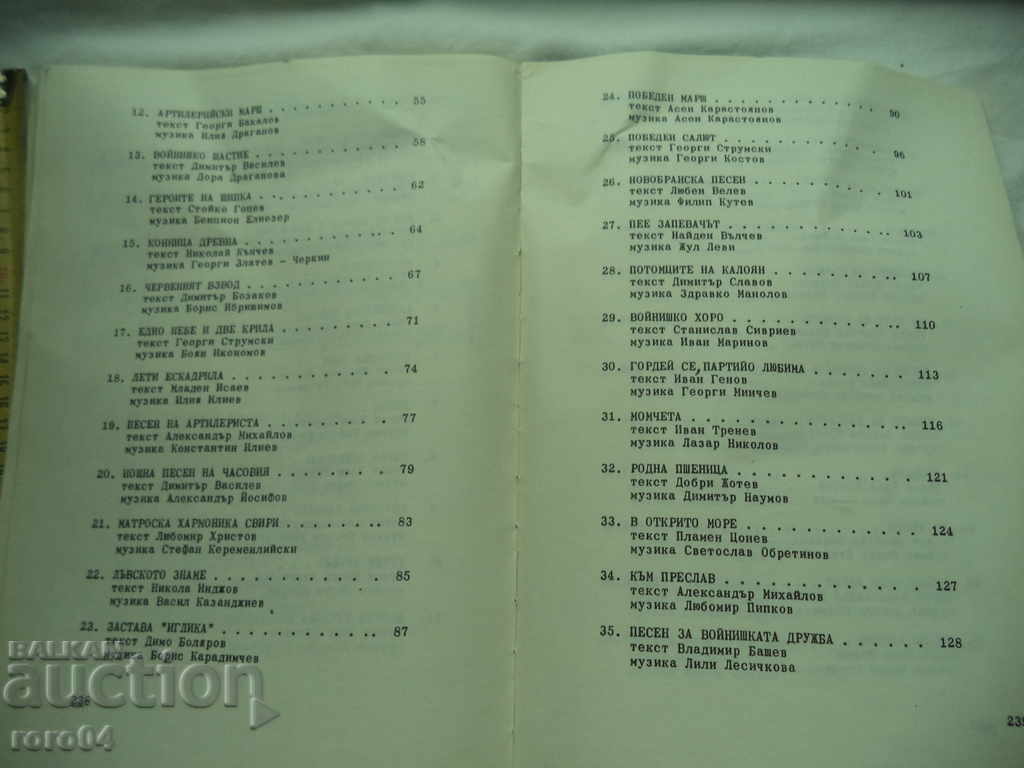 12. АРТИЛЕРИЙСКИ МАРШ . . . . . . . . . . 55
текст Георги Бакалов
музика Илия Драганов
13. ВОЙНИШКО ЩАСТИЕ . . . . . . . . . . 58
текст Димитър Василев
музика Дора Драганова
14. ГЕРОИТЕ НА ШИПКА . . . . . . . . . . 62
текст Стойко Гоцев
музика Бенцион Елиезер
15. КОННИЦА ДРЕВНА . . . . . . . . . . 64
текст Николай Кънчев
музика Георги Златев - Черкин
16. ЧЕРВЕНИЯТ ВЗВОД . . . . . . . . . . 67
текст Димитър Бозаков
музика Борис Ибришимов
17. ЕДНО НЕБЕ И ДВЕ КРИЛА . . . . . . . . 71
текст Георги Струмски
музика Боян Икономов
18. ЛЕТИ ЕСКАДРИЛА . . . . . . . . . . 74
текст Младен Исаев
музика Илия Илиев
19. ПЕСЕН НА АРТИЛЕРИСТА . . . . . . . . 77
текст Александър Михайлов
музика Константин Илиев
20. НОЩНА ПЕСЕН НА ЧАСОВИЯ . . . . . . . . 79
текст Димитър Василев
музика Александър Йосифов
21. МАТРОСКА ХАРМОНИКА СВИРИ . . . . . . . . 83
текст Любомир Христов
музика Стефан Керемеплийски
22. ЛЪВСКОТО ЗНАМЕ . . . . . . . . . . . . 85
текст Никола Инджов
музика Васил Казанджиев
23. ЗАСТАВА "ИГЛИКА" . . . . . . . . . . . . 87
текст Димо Боляров
музика Борис Карадимчев
24. ПОБЕДЕН МАРШ . . . . . . . . . . . . 90
текст Асен Карастоянов
музика Асен Карастоянов
25. ПОБЕДЕН САЛЮТ . . . . . . . . . . . . 96
текст Георги Струмски
музика Георги Костов
26. НОВОБРАНСКА ПЕСЕН . . . . . . . . . . 101
текст Любен Велев
музика Филип Кутев
27. ПЕЕ ЗАПЕВАЧЪТ . . . . . . . . . . . . 103
текст Найден Вълчев
музика Жул Леви
28. ПОТОМЦИТЕ НА КАЛОЯН . . . . . . . . . . 107
текст Димитър Славов
музика Здравко Манолов
29. ВОЙНИШКО ХОРО . . . . . . . . . . . . 110
текст Станислав Сивриев
музика Иван Маринов
30. ГОРДЕЙ СЕ, ПАРТИЙО ЛЮБИМА . . . . . . . . 113
текст Иван Генов
музика Георги Минчев
31. МОМЧЕТА . . . . . . . . . . . . . . 116
текст Иван Тренев
музика Лазар Николов
32. РОДНА ПШЕНИЦА . . . . . . . . . . . . 121
текст Добри Жотев
музика Димитър Наумов
33. В ОТКРИТО МОРЕ . . . . . . . . . . . . 124
текст Пламен Цонев
музика Светослав Обретинов
34. КЪМ ПРЕСЛАВ . . . . . . . . . . . . 127
текст Александър Михайлов
музика Любомир Пипков
35. ПЕСЕН ЗА ВОЙНИШКАТА ДРУЖБА . . . . . . 128
текст Владимир Башев
музика Лили Лесичкова
BALKAN
auction
roro04